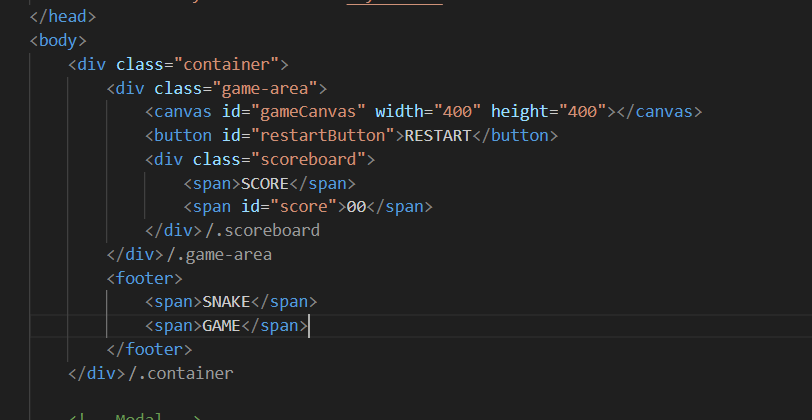 </head>
<body>
<div class="container">
<div class="game-area">
<canvas id="gameCanvas" width="400" height="400"></canvas>
<button id="restartButton">RESTART</button>
<div class="scoreboard">
<span>SCORE</span>
<span id="score">00</span>
</div>/.scoreboard
</div>/.game-area
<footer>
<span>SNAKE</span>
<span>GAME</span>
</footer>
</div>/.container
Modal